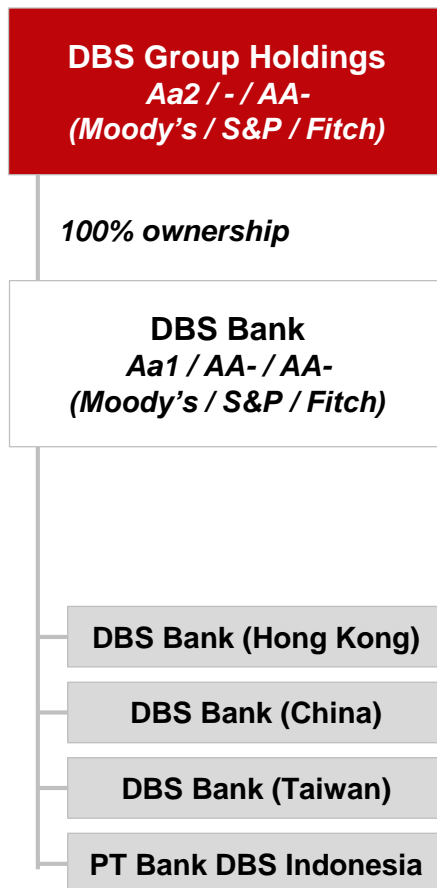 DBS Group Holdings
Aa2 / - / AA-
(Moody's / S&P / Fitch)
100% ownership
DBS Bank
Aa1 / AA- / AA-
(Moody's / S&P / Fitch)
DBS Bank (Hong Kong)
DBS Bank (China)
DBS Bank (Taiwan)
PT Bank DBS Indonesia